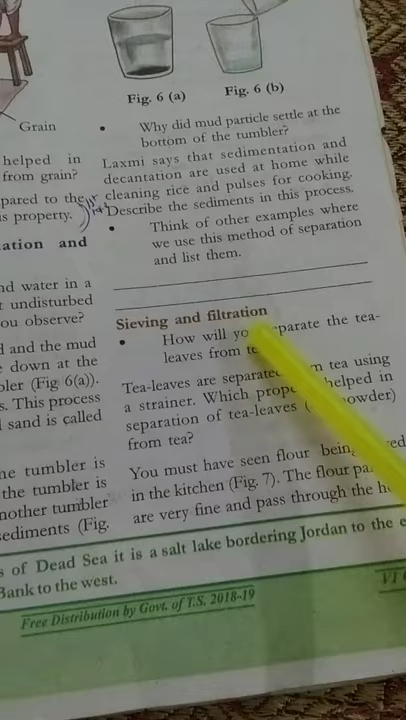 Fig. 6 (a)
Fig. 6 (b)
Grain
helped in
from grain?
pared to the
s property.
ation and
nd water in a
t undisturbed
ou observe?
d and the mud
down at the
bler (Fig 6(a)).
s. This process
sand is called
he tumbler is
the tumbler is
nother tumbler
sediments (Fig.
• Why did mud particle settle at the
bottom of the tumbler?
Laxmi says that sedimentation and
decantation are used at home while
cleaning rice and pulses for cooking.
Describe the sediments in this process.
• Think of other examples where
we use this method of separation
and list them.
Sieving and filtration
• How will yo parate the tea-
leaves from te
Tea-leaves are separated m tea using
a strainer. Which prope helped in
separation of tea-leaves ( owder)
from tea?
You must have seen flour being ved
in the kitchen (Fig. 7). The flour pa
are very fine and pass through the h
s of Dead Sea it is a salt lake bordering Jordan to the e
Bank to the west.
Free Distribution by Govt. of T.S. 2018-19
VI